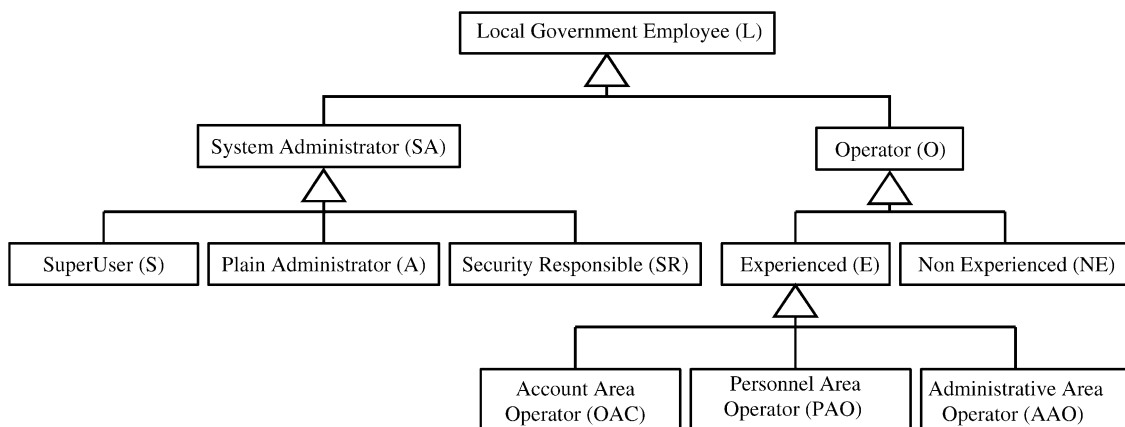 Local Government Employee (L)
System Administrator (SA)
Operator (O)
SuperUser (S)
Plain Administrator (A)
Security Responsible (SR)
Experienced (E)
Non Experienced (NE)
Account Area
Operator (OAC)
Personnel Area
Operator (PAO)
Administrative Area
Operator (AAO)